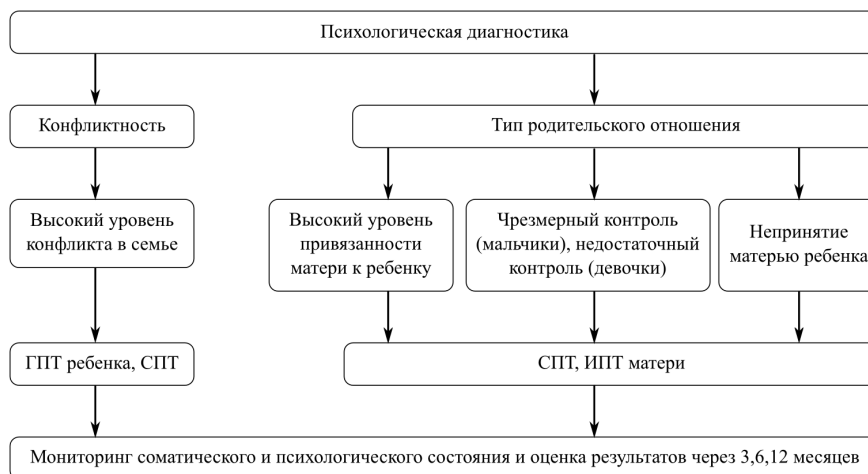 Психологическая диагностика
Конфликтность
Тип родительского отношения
Высокий уровень
конфликта в семье
Высокий уровень
привязанности
матери к ребенку
Чрезмерный контроль
(мальчики), недостаточный
контроль (девочки)
Непринятие
матерью ребенка
ГПТ ребенка, СПТ
СПТ, ИПТ матери
Мониторинг соматического и психологического состояния и оценка результатов через 3,6,12 месяцев